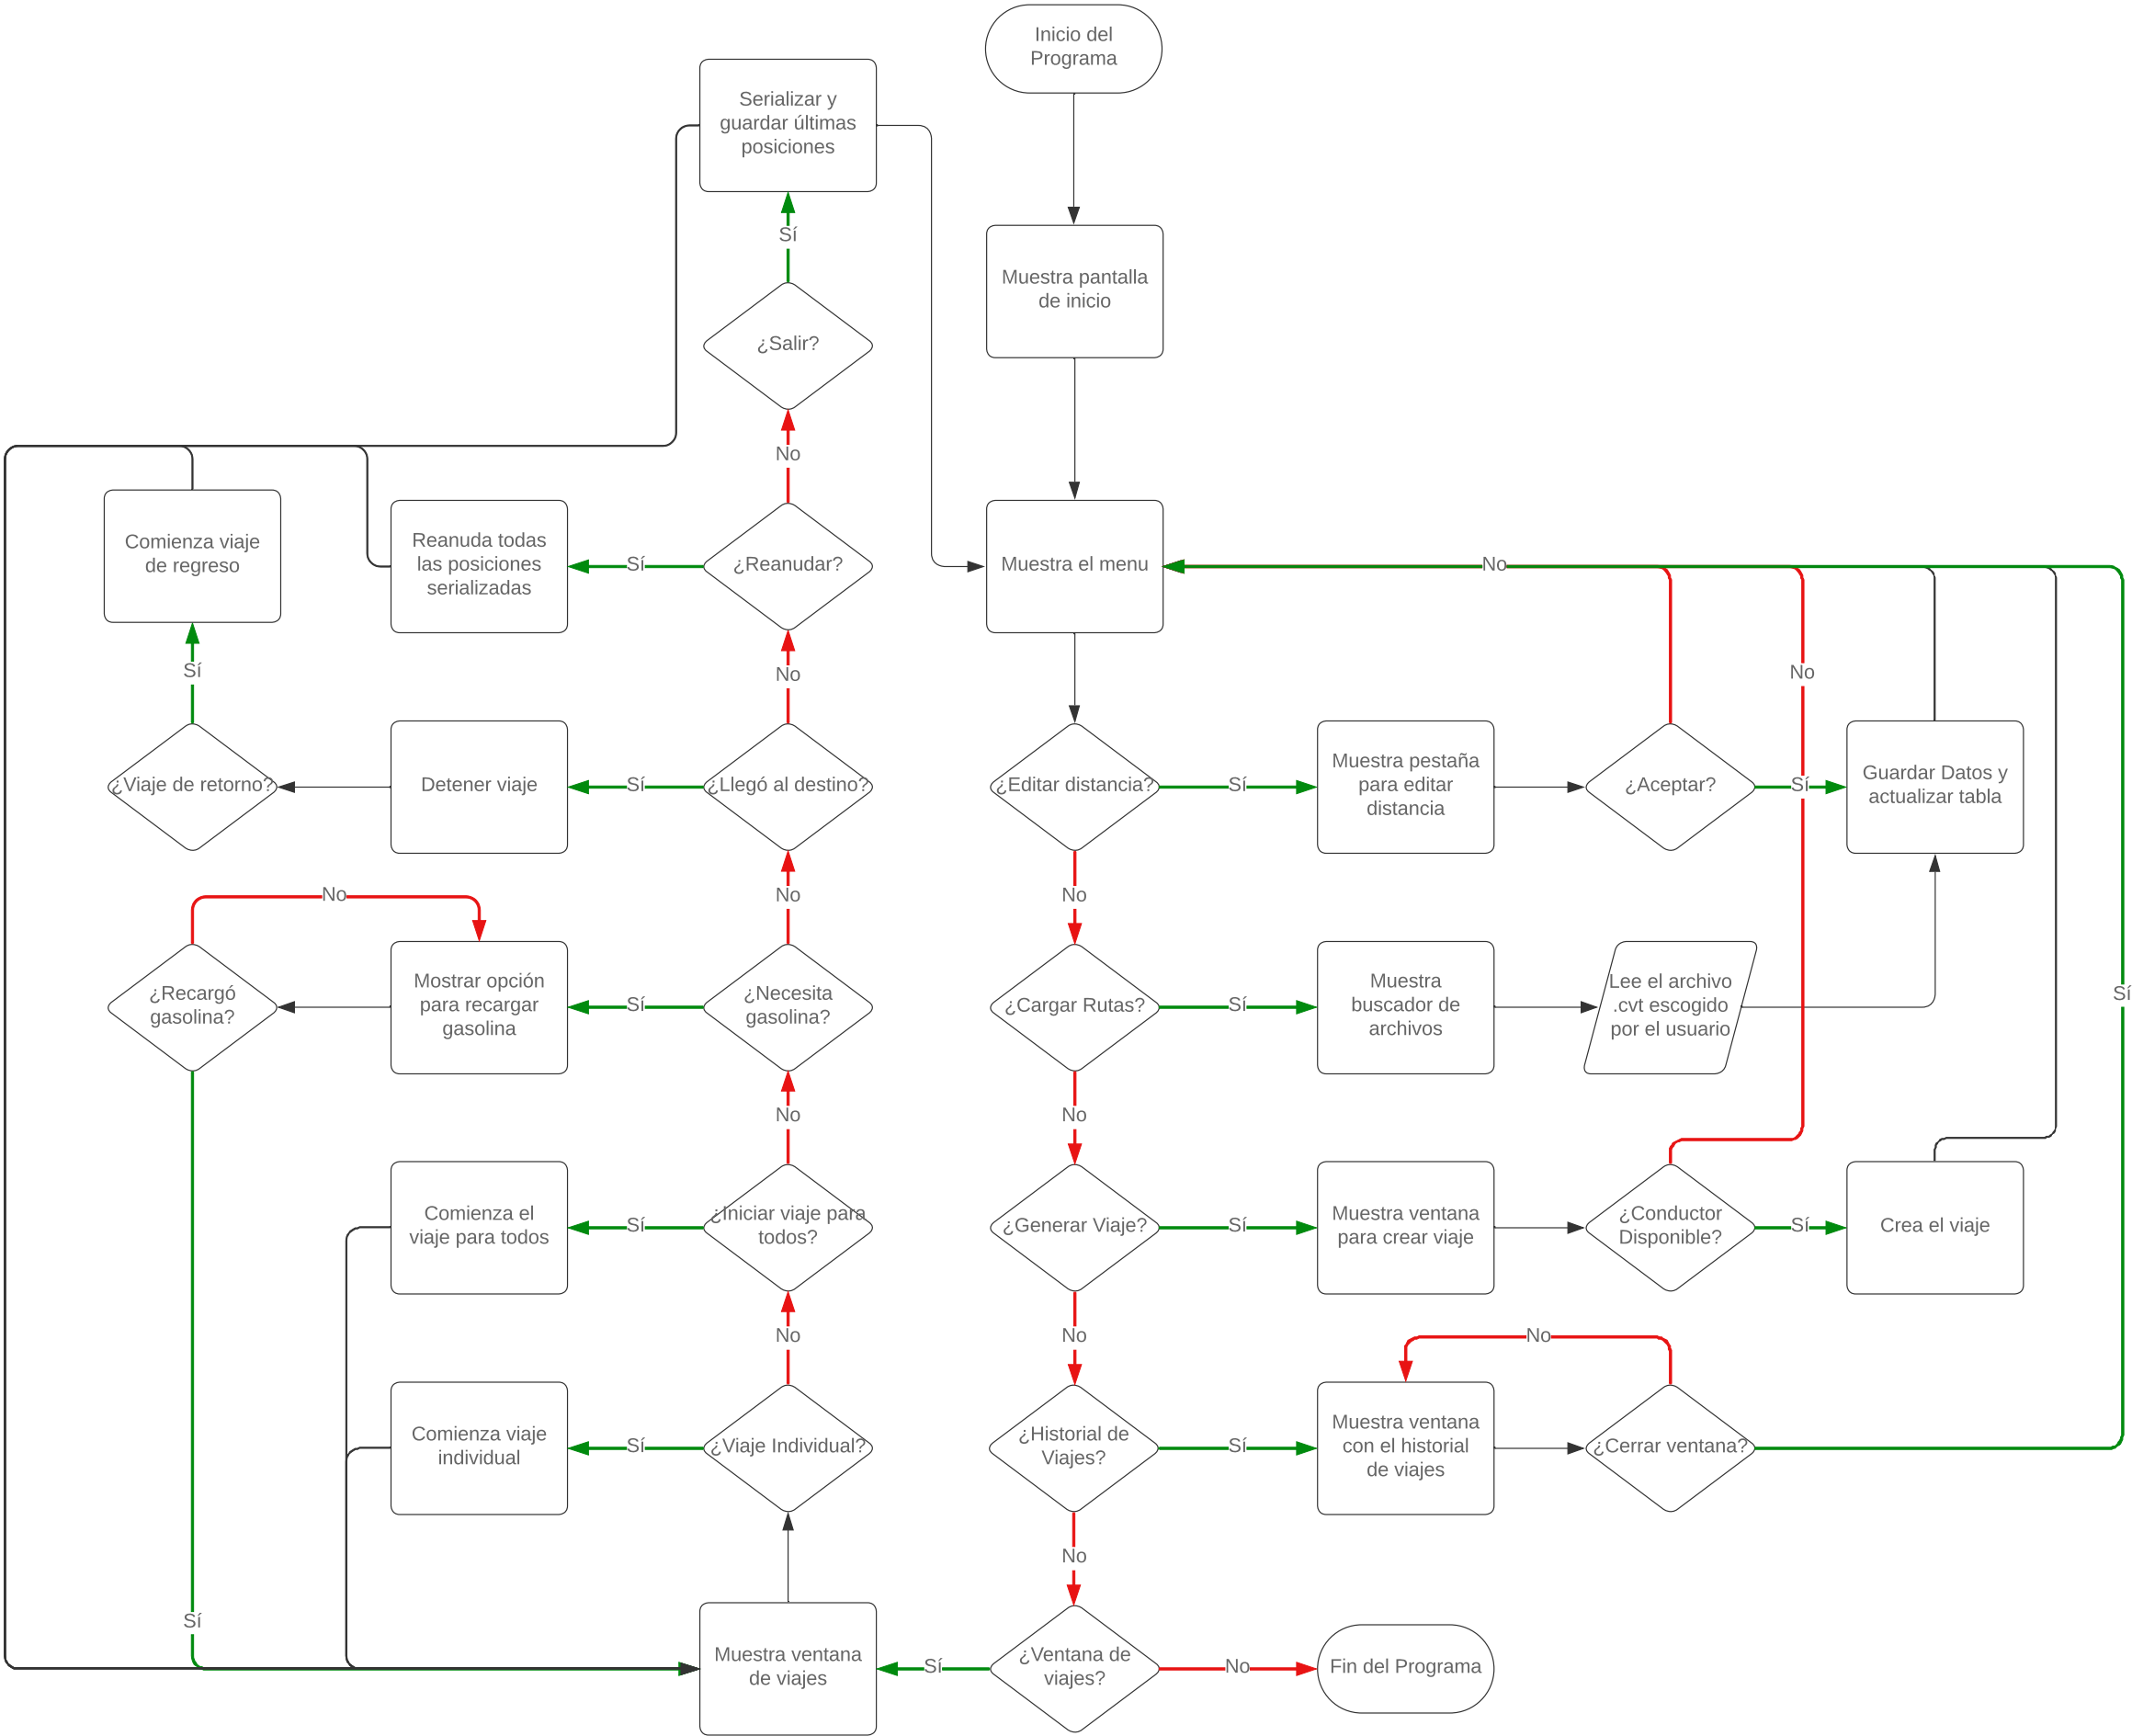 Inicio del
Programa
Serializar y
guardar últimas
posiciones
Sí
Muestra pantalla
de inicio
¿Salir?
No
Comienza viaje
de regreso
Reanuda todas
las posiciones
serializadas
Sí
¿Reanudar?
Muestra el menu
No
Sí
No
No
¿Viaje de retorno?
Detener viaje
Sí
¿Llegó al destino?
¿Editar distancia?
Sí
Muestra pestaña
para editar
distancia
¿Aceptar?
Sí
Guardar Datos y
actualizar tabla
No
No
No
¿Recargó
gasolina?
Mostrar opción
para recargar
gasolina
Sí
¿Necesita
gasolina?
¿Cargar Rutas?
Sí
Muestra
buscador de
archivos
Lee el archivo
.cvt escogido
por el usuario
Sí
No
No
Comienza el
viaje para todos
Sí
¿Iniciar viaje para
todos?
¿Generar Viaje?
Sí
Muestra ventana
para crear viaje
¿Conductor
Disponible?
Sí
Crea el viaje
No
No
No
Comienza viaje
individual
Sí
¿Viaje Individual?
¿Historial de
Viajes?
Sí
Muestra ventana
con el historial
de viajes
¿Cerrar ventana?
No
Sí
Muestra ventana
de viajes
Sí
¿Ventana de
viajes?
No
Fin del Programa